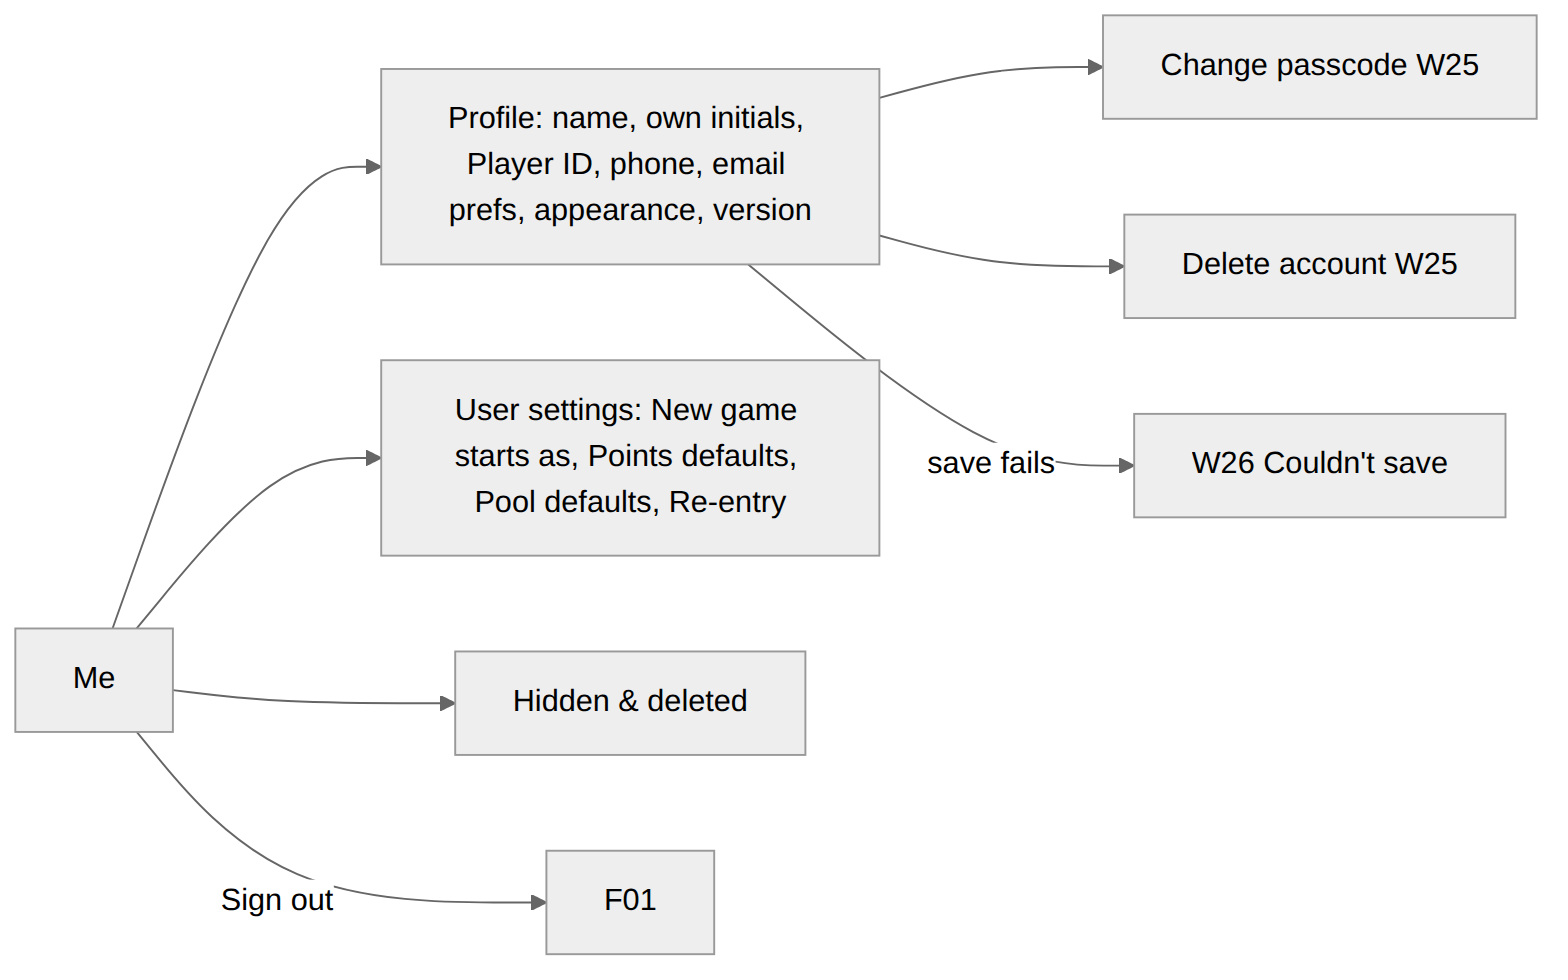 Change passcode W25
Profile: name, own initials,
Player ID, phone, email
prefs, appearance, version
Delete account W25
User settings: New game
starts as, Points defaults,
Pool defaults, Re-entry
save fails
W26 Couldn't save
Me
Hidden & deleted
Sign out
F01